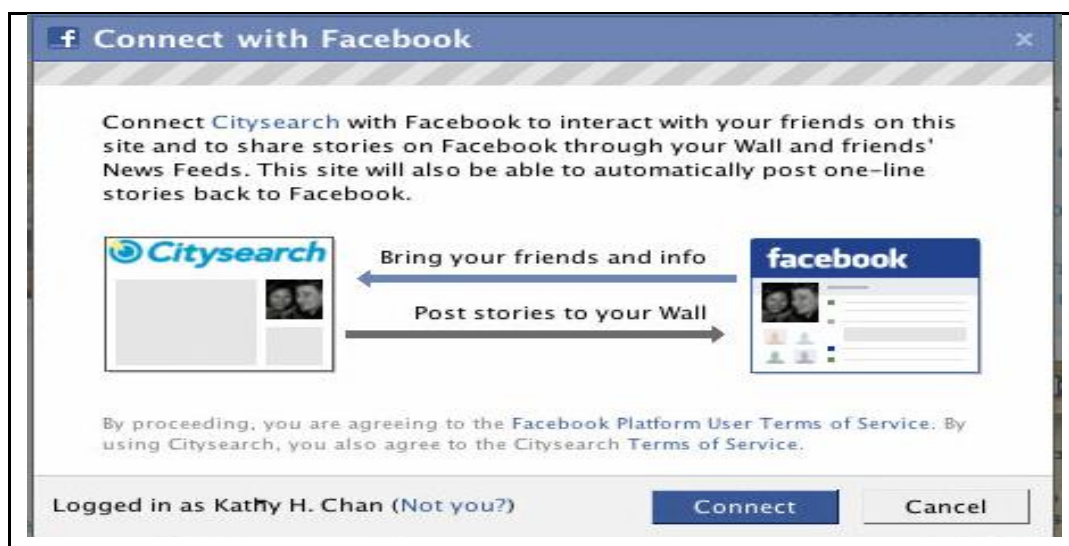 f Connect with Facebook ×
Connect Citysearch with Facebook to interact with your friends on this
site and to share stories on Facebook through your Wall and friends'
News Feeds. This site will also be able to automatically post one-line
stories back to Facebook.
Citysearch
Bring your friends and info
facebook
Post stories to your Wall
By proceeding, you are agreeing to the Facebook Platform User Terms of Service. By
using Citysearch, you also agree to the Citysearch Terms of Service.
Logged in as Kathy H. Chan (Not you?)
Connect
Cancel